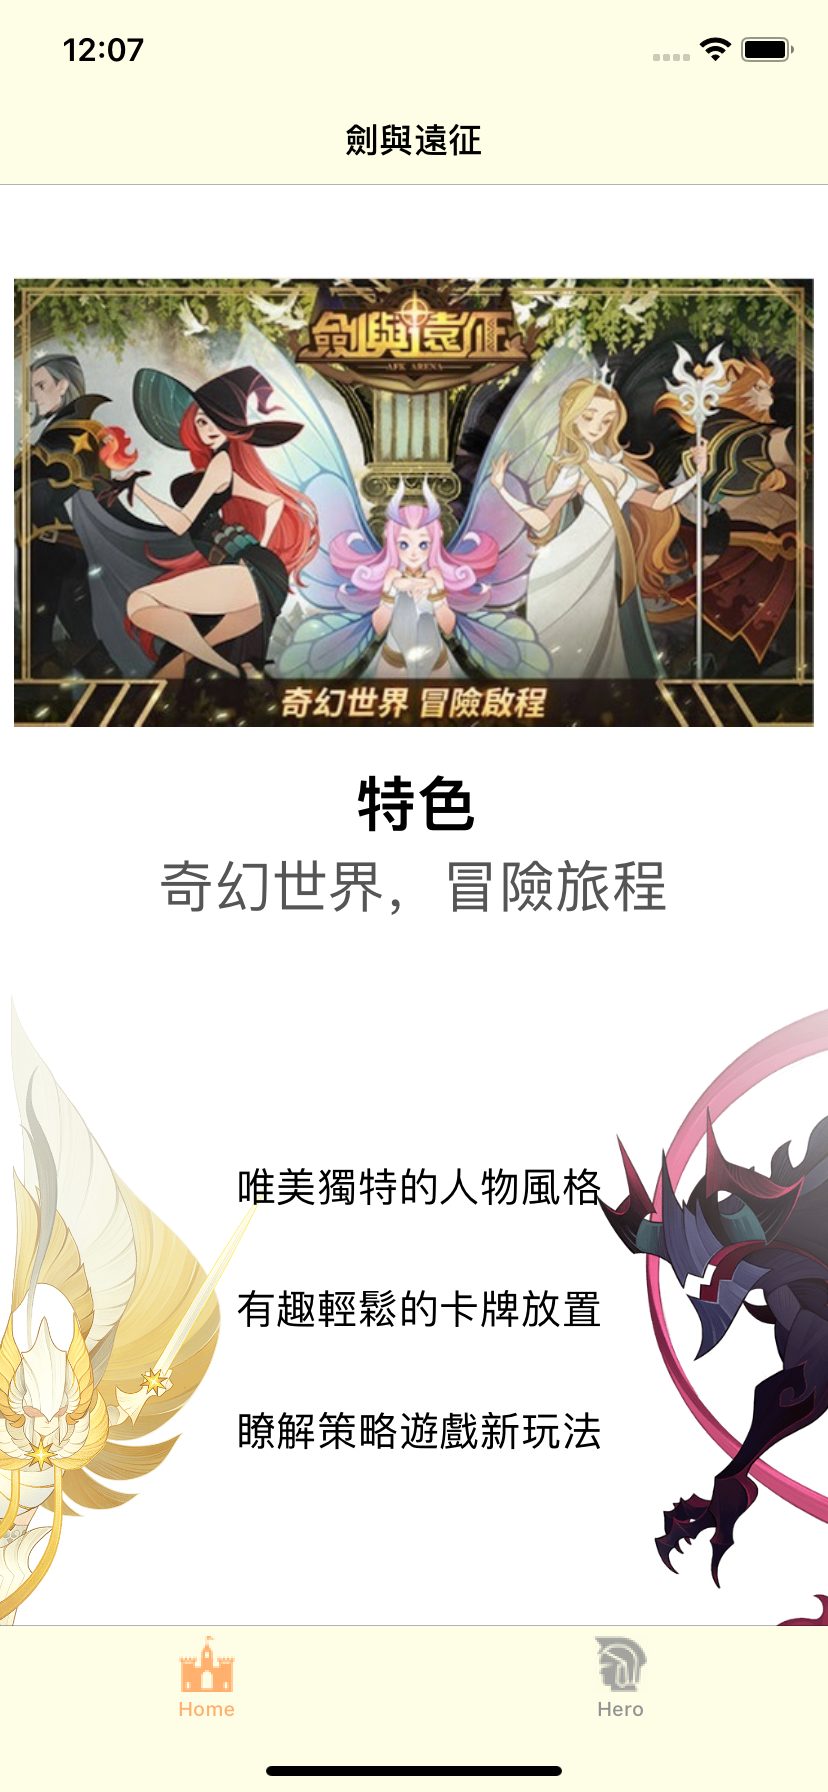 12:07
劍與遠征
劍與遠征
AFK ARENA
奇幻世界 冒險啟程
特色
奇幻世界，冒險旅程
唯美獨特的人物風格
有趣輕鬆的卡牌放置
瞭解策略遊戲新玩法
Home
Hero